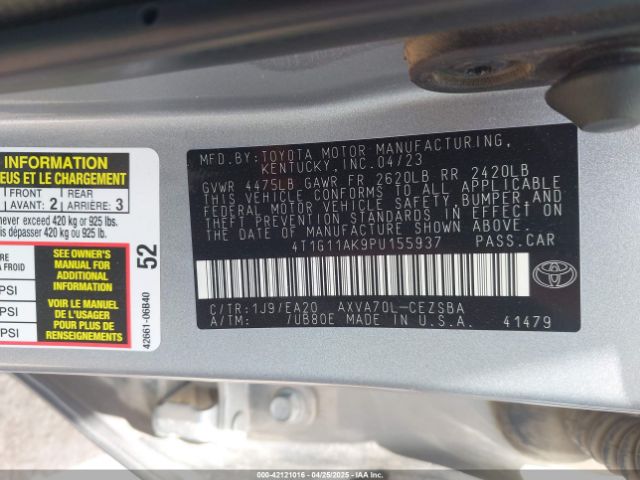 INFORMATION
EUS ET LE CHARGEMENT
FRONT REAR
AVANT: 2 ARRIÈRE: 3
never exceed 420 kg or 925 lbs.
dépasser 420 kg ou 925 lb.
À FROID
PSI
PSI
SEE OWNER'S
MANUAL FOR
ADDITIONAL
INFORMATION
VOIR LE MANUEL
DE L'USAGER
POUR PLUS DE
RENSEIGNEMENTS
52
42661-06B40
MFD.BY: TOYOTA MOTOR MANUFACTURING,
KENTUCKY, INC. 04/23
GVWR 4475LB GAWR FR 2620LB RR 2420LB
THIS VEHICLE CONFORMS TO ALL APPLICABLE
FEDERAL MOTOR VEHICLE SAFETY, BUMPER, AND
THEFT PREVENTION STANDARDS IN EFFECT ON
THE DATE OF MANUFACTURE SHOWN ABOVE.
4T1G11AK9PU155937 PASS.CAR
C/TR: 1J9/EA20 AXVA70L-CEZSBA
A/TM: /UB80E MADE IN U.S.A. 41479
TOYOTA
000-42121016 - 04/25/2025 - IAA Inc.